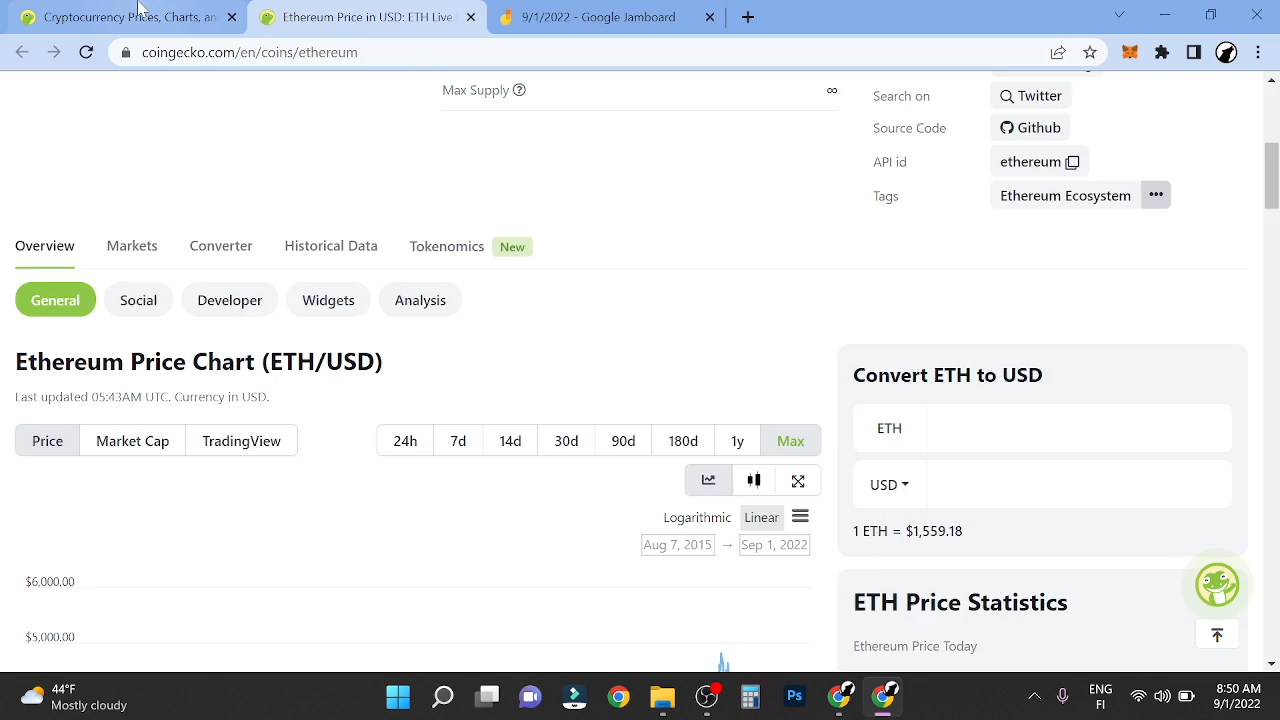 Cryptocurrency Prices, Charts, an
Ethereum Price in USD: ETH Live
9/1/2022 - Google Jamboard
coingecko.com/en/coins/ethereum
Max Supply ∞
Search on Twitter
Source Code Github
API id ethereum
Tags Ethereum Ecosystem •••
Overview Markets Converter Historical Data Tokenomics New
General Social Developer Widgets Analysis
Ethereum Price Chart (ETH/USD)
Last updated 05:43AM UTC. Currency in USD.
Price Market Cap TradingView
24h 7d 14d 30d 90d 180d 1y Max
Logarithmic Linear
Aug 7, 2015 → Sep 1, 2022
$6,000.00
$5,000.00
Convert ETH to USD
ETH
USD
1 ETH = $1,559.18
ETH Price Statistics
Ethereum Price Today
44°F
Mostly cloudy
Ps
ENG
FI
8:50 AM
9/1/2022